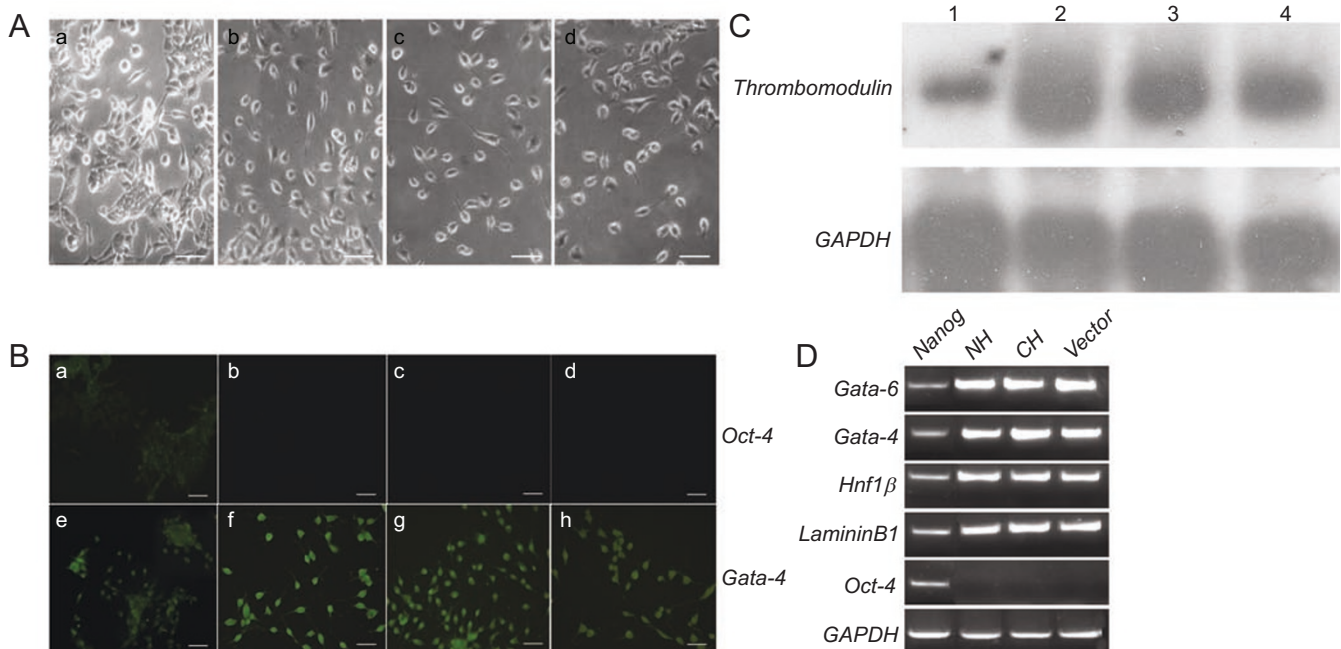 A
a
b
c
d
B
a
b
c
d
Oct-4
e
f
g
h
Gata-4
C
1
2
3
4
Thrombomodulin
GAPDH
D
Nanog
NH
CH
Vector
Gata-6
Gata-4
Hnf1β
LamininB1
Oct-4
GAPDH